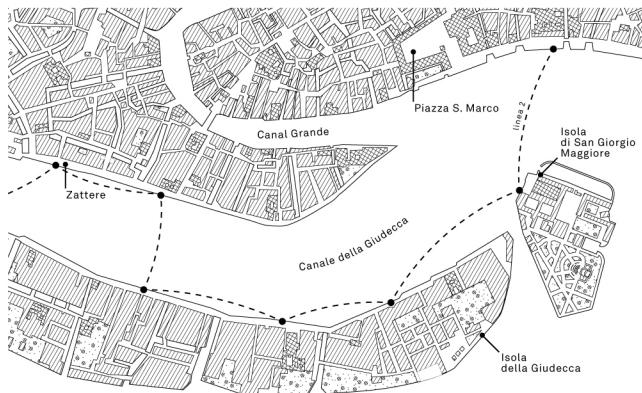 Canal Grande
Piazza S. Marco
linea 2
Isola
di San Giorgio
Maggiore
Zattere
Canale della Giudecca
Isola
della Giudecca